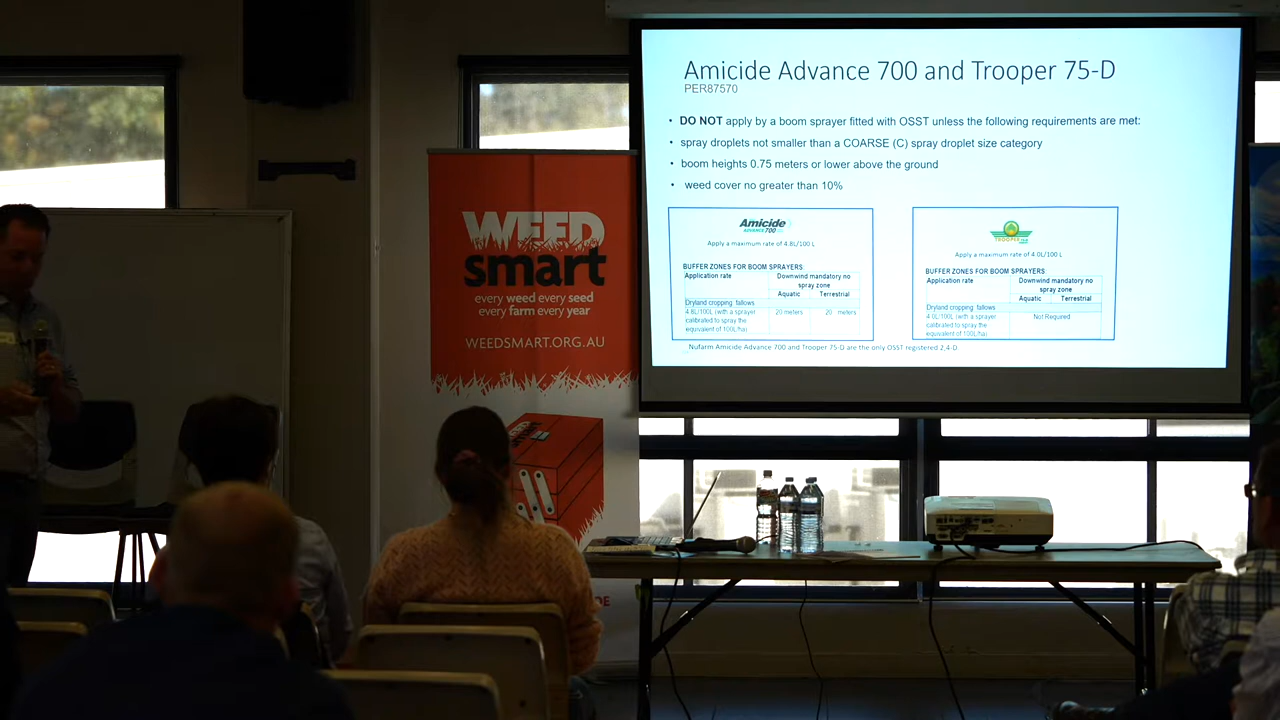 Amicide Advance 700 and Trooper 75-D
PER87570
• DO NOT apply by a boom sprayer fitted with OSST unless the following requirements are met:
• spray droplets not smaller than a COARSE (C) spray droplet size category
• boom heights 0.75 meters or lower above the ground
• weed cover no greater than 10%
Amicide
ADVANCE 700
Apply a maximum rate of 4.8L/100 L
BUFFER ZONES FOR BOOM SPRAYERS
Application rate
Downwind mandatory no
spray zone
Aquatic Terrestrial
Dryland cropping, fallows
4.8L/100L (with a sprayer
calibrated to spray the
equivalent of 100L/ha)
20 meters 20 meters
TROOPER
Apply a maximum rate of 4.0L/100 L
BUFFER ZONES FOR BOOM SPRAYERS
Application rate
Downwind mandatory no
spray zone
Aquatic Terrestrial
Dryland cropping, fallows
4.0L/100L (with a sprayer
calibrated to spray the
equivalent of 100L/ha)
Not Required
Nufarm Amicide Advance 700 and Trooper 75-D are the only OSST registered 2,4-D.
WEED
smart
every weed every seed
every farm every year
WEEDSMART.ORG.AU